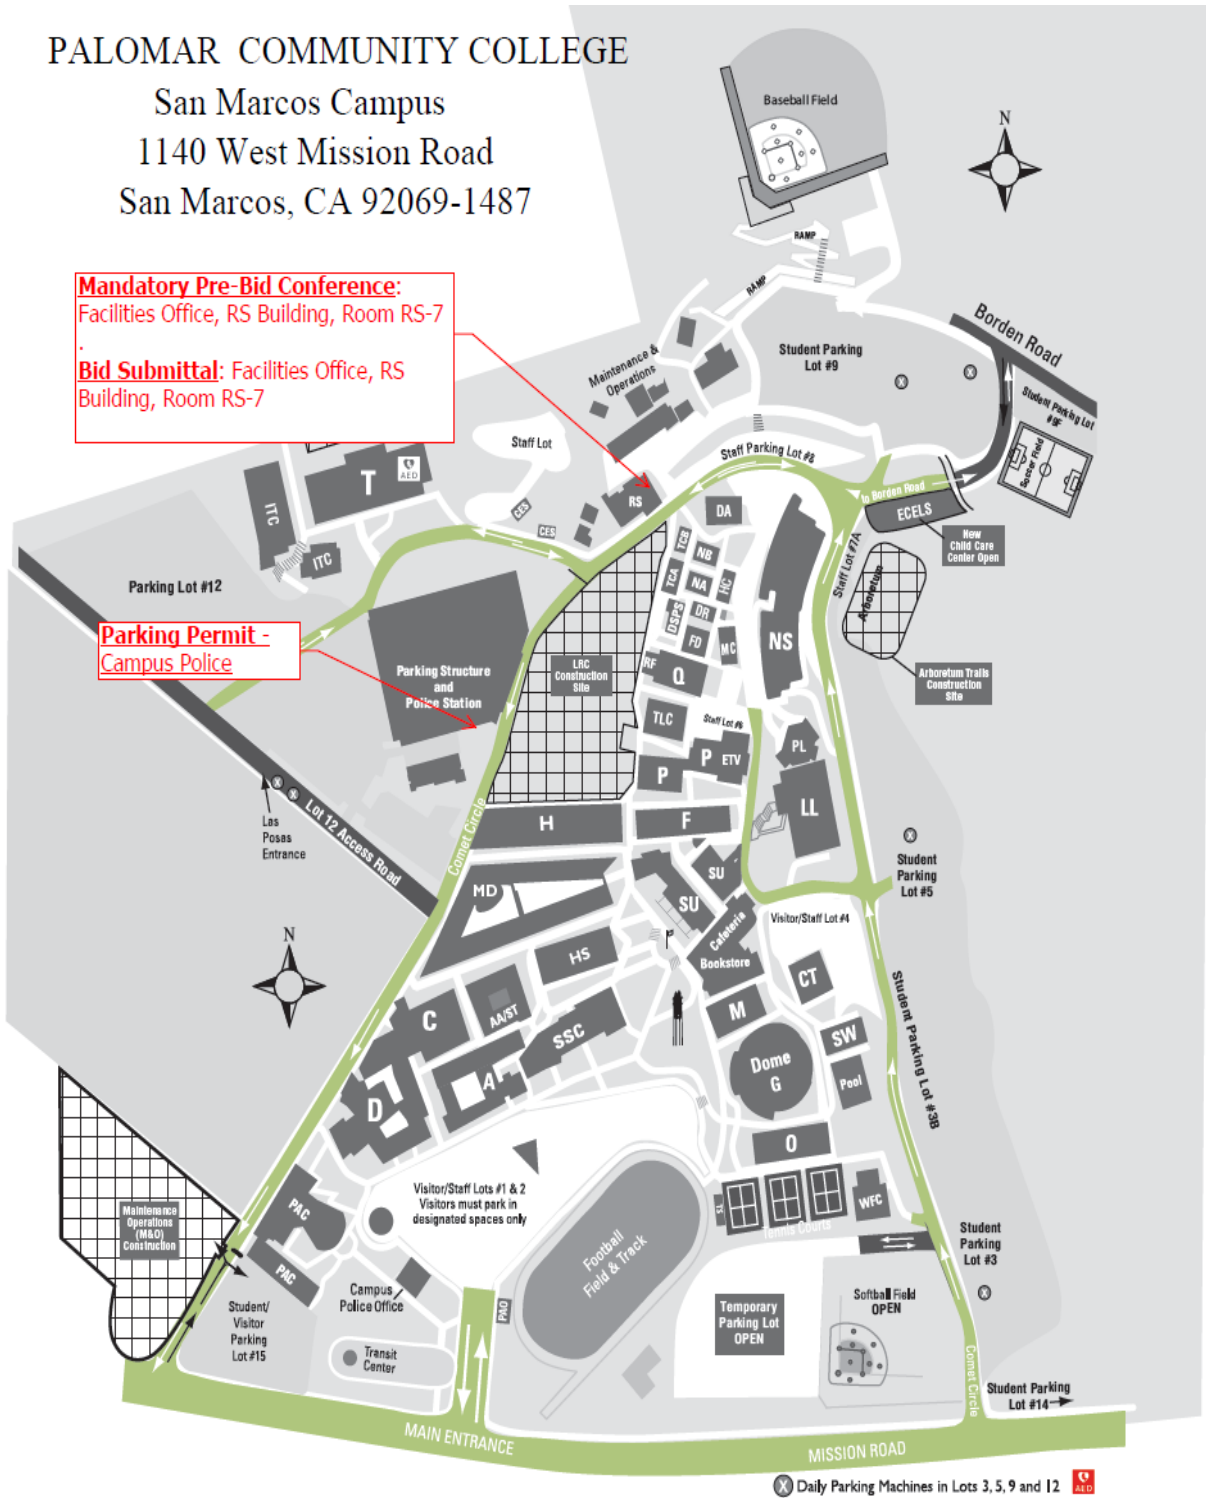 PALOMAR COMMUNITY COLLEGE
San Marcos Campus
1140 West Mission Road
San Marcos, CA 92069-1487
Baseball Field
N
RAMP
RAMP
Mandatory Pre-Bid Conference:
Facilities Office, RS Building, Room RS-7
.
Bid Submittal: Facilities Office, RS
Building, Room RS-7
Borden Road
Student Parking
Lot #9
X
X
Maintenance &
Operations
Student Parking Lot
#9F
Soccer Field
Staff Lot
Staff Parking Lot #8
T
AED
ITC
ITC
CES
CES
RS
DA
to Borden Road
ECELS
New
Child Care
Center Open
Staff Lot #7A
Arboretum
Arboretum Trails
Construction
Site
Parking Lot #12
TCB
NB
TCA
NA
HC
DSPS
DR
FD
MC
NS
RF
Q
Parking Permit -
Campus Police
Parking Structure
and
Police Station
LRC
Construction
Site
TLC
Staff Lot #6
P
P
ETV
PL
LL
X
X
Las
Posas
Entrance
Lot 12 Access Road
Comet Circle
H
F
X
Student
Parking
Lot #5
MD
SU
SU
Cafeteria
Bookstore
Visitor/Staff Lot #4
N
HS
CT
C
AA/ST
SSC
M
SW
Student Parking Lot #3B
Dome
G
Pool
A
D
O
Visitor/Staff Lots #1 & 2
Visitors must park in
designated spaces only
TS
WFC
Tennis Courts
Maintenance
Operations
(M&O)
Construction
PAC
PAC
Football
Field & Track
Student
Parking
Lot #3
X
Campus
Police Office
PAO
Student/
Visitor
Parking
Lot #15
Transit
Center
Temporary
Parking Lot
OPEN
Softball Field
OPEN
Comet Circle
Student Parking
Lot #14
MAIN ENTRANCE
MISSION ROAD
X Daily Parking Machines in Lots 3, 5, 9 and 12 AED